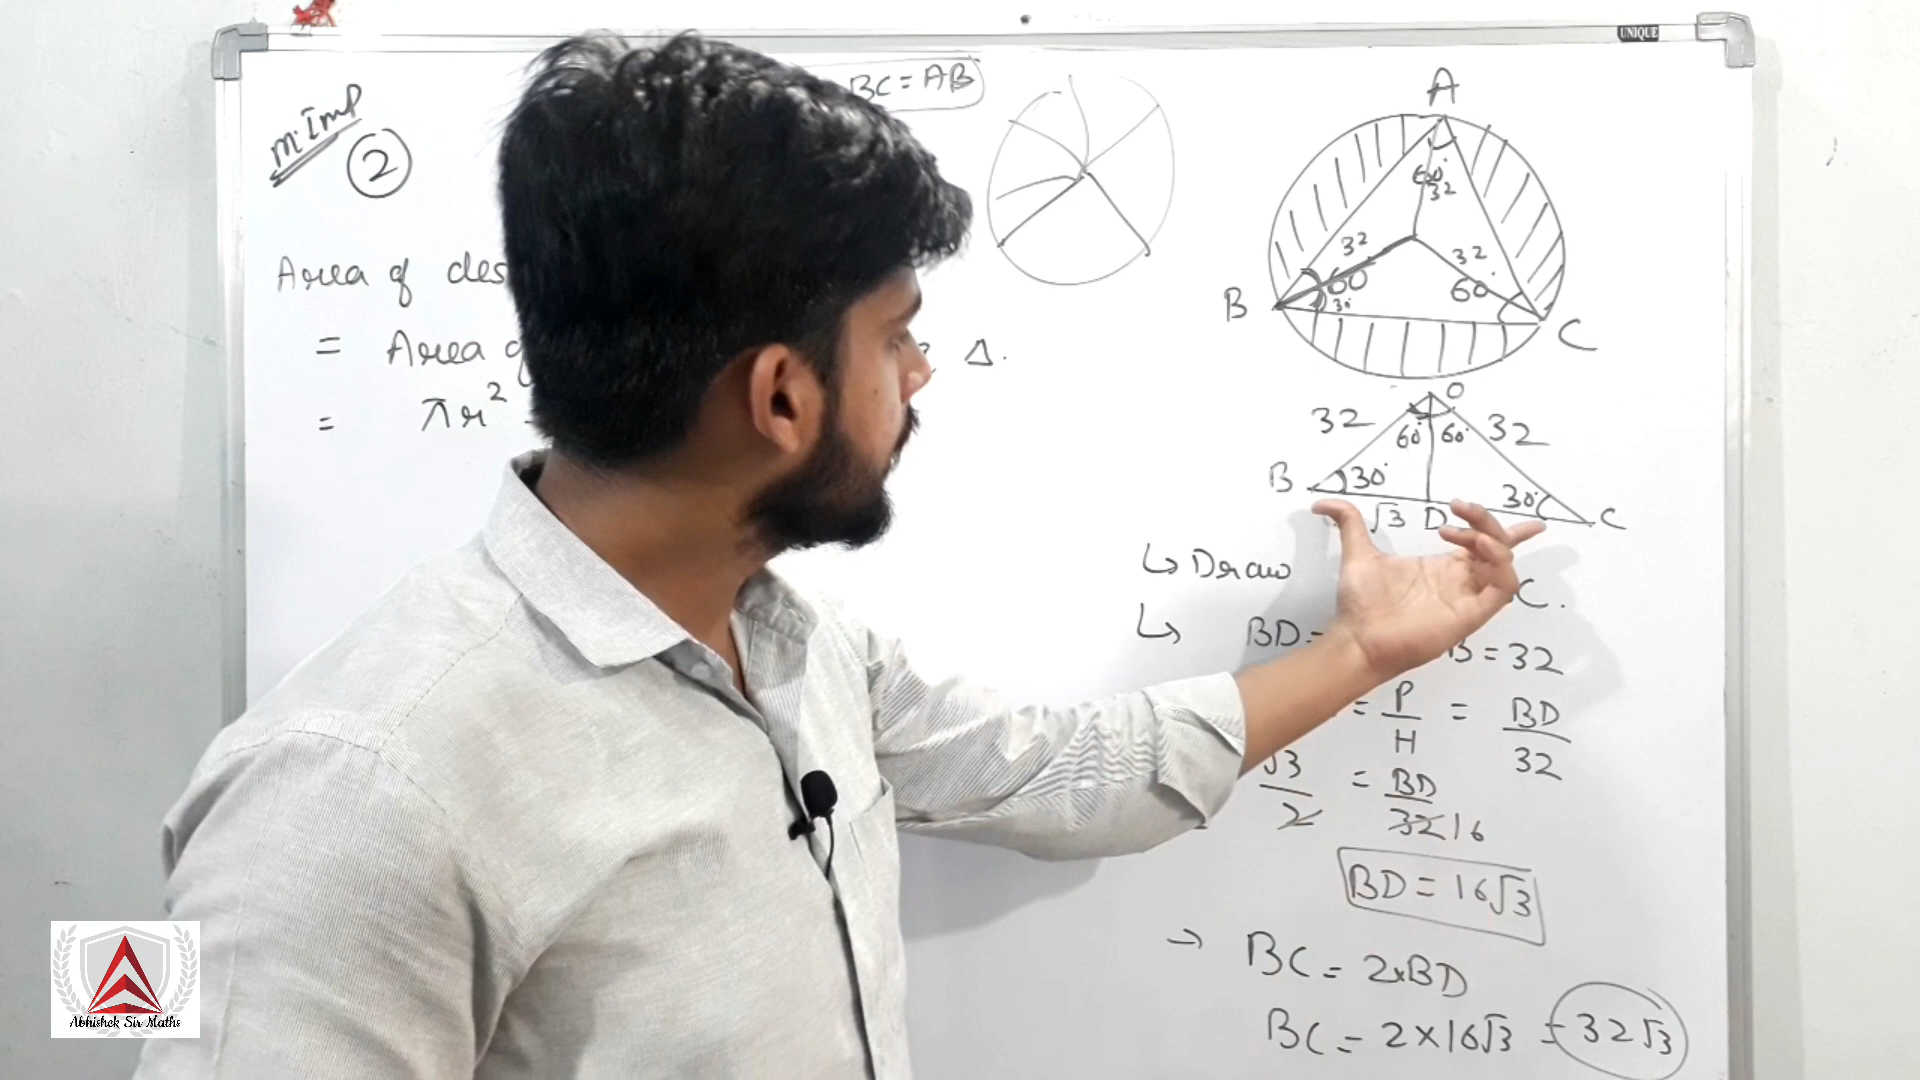 UNIQUE
M. Imp
2
BC = AB
Area of des
= Area of
Δ.
= πr² -
A
60°
32
32
32
B
60
30°
60°
C
O
32
60° 60°
32
B
30°
30°
C
√3 D
↳ Draw
C.
↳ BD =
B = 32
= P/H = BD/32
√3/2 = BD/32 16
BD = 16√3
→ BC = 2×BD
BC = 2×16√3 = 32√3
Abhishek Sir Maths